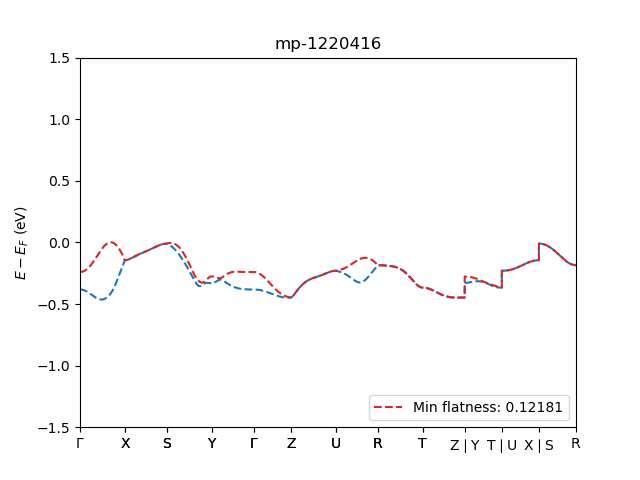 mp-1220416
E − E_F (eV)
1.5
1.0
0.5
0.0
−0.5
−1.0
−1.5
Min flatness: 0.12181
Γ X S Y Γ Z U R T Z | Y T | U X | S R